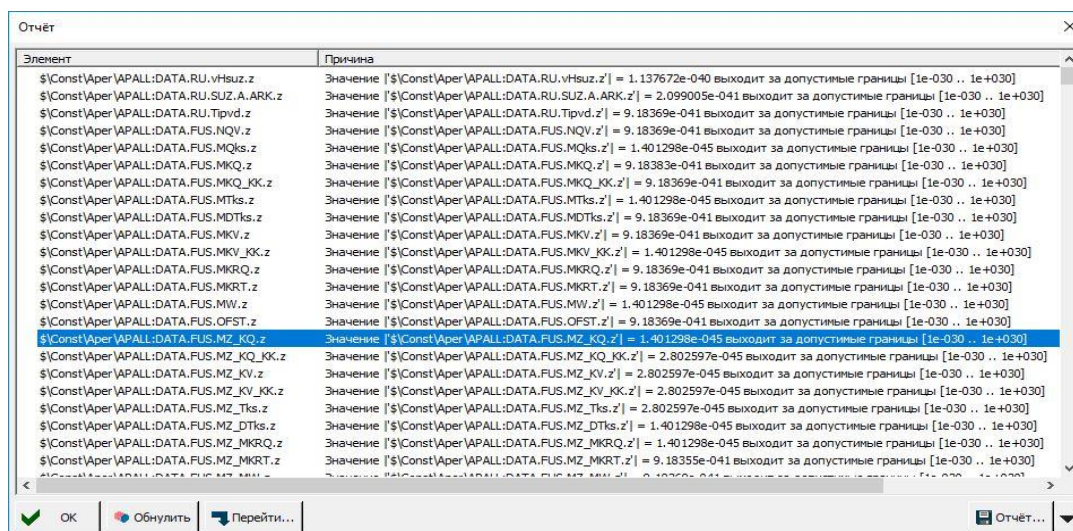 Отчёт
Элемент Причина
$\Const\Aper\APALL:DATA.RU.vHsuz.z Значение |'$\Const\Aper\APALL:DATA.RU.vHsuz.z'| = 1.137672e-040 выходит за допустимые границы [1e-030 .. 1e+030]
$\Const\Aper\APALL:DATA.RU.SUZ.A.ARK.z Значение |'$\Const\Aper\APALL:DATA.RU.SUZ.A.ARK.z'| = 2.099005e-041 выходит за допустимые границы [1e-030 .. 1e+030]
$\Const\Aper\APALL:DATA.RU.Tipvd.z Значение |'$\Const\Aper\APALL:DATA.RU.Tipvd.z'| = 9.18369e-041 выходит за допустимые границы [1e-030 .. 1e+030]
$\Const\Aper\APALL:DATA.FUS.NQV.z Значение |'$\Const\Aper\APALL:DATA.FUS.NQV.z'| = 9.18369e-041 выходит за допустимые границы [1e-030 .. 1e+030]
$\Const\Aper\APALL:DATA.FUS.MQks.z Значение |'$\Const\Aper\APALL:DATA.FUS.MQks.z'| = 1.401298e-045 выходит за допустимые границы [1e-030 .. 1e+030]
$\Const\Aper\APALL:DATA.FUS.MKQ.z Значение |'$\Const\Aper\APALL:DATA.FUS.MKQ.z'| = 9.18383e-041 выходит за допустимые границы [1e-030 .. 1e+030]
$\Const\Aper\APALL:DATA.FUS.MKQ_KK.z Значение |'$\Const\Aper\APALL:DATA.FUS.MKQ_KK.z'| = 9.18369e-041 выходит за допустимые границы [1e-030 .. 1e+030]
$\Const\Aper\APALL:DATA.FUS.MTks.z Значение |'$\Const\Aper\APALL:DATA.FUS.MTks.z'| = 1.401298e-045 выходит за допустимые границы [1e-030 .. 1e+030]
$\Const\Aper\APALL:DATA.FUS.MDTks.z Значение |'$\Const\Aper\APALL:DATA.FUS.MDTks.z'| = 9.18369e-041 выходит за допустимые границы [1e-030 .. 1e+030]
$\Const\Aper\APALL:DATA.FUS.MKV.z Значение |'$\Const\Aper\APALL:DATA.FUS.MKV.z'| = 9.18369e-041 выходит за допустимые границы [1e-030 .. 1e+030]
$\Const\Aper\APALL:DATA.FUS.MKV_KK.z Значение |'$\Const\Aper\APALL:DATA.FUS.MKV_KK.z'| = 1.401298e-045 выходит за допустимые границы [1e-030 .. 1e+030]
$\Const\Aper\APALL:DATA.FUS.MKRQ.z Значение |'$\Const\Aper\APALL:DATA.FUS.MKRQ.z'| = 9.18369e-041 выходит за допустимые границы [1e-030 .. 1e+030]
$\Const\Aper\APALL:DATA.FUS.MKRT.z Значение |'$\Const\Aper\APALL:DATA.FUS.MKRT.z'| = 9.18369e-041 выходит за допустимые границы [1e-030 .. 1e+030]
$\Const\Aper\APALL:DATA.FUS.MW.z Значение |'$\Const\Aper\APALL:DATA.FUS.MW.z'| = 1.401298e-045 выходит за допустимые границы [1e-030 .. 1e+030]
$\Const\Aper\APALL:DATA.FUS.OFST.z Значение |'$\Const\Aper\APALL:DATA.FUS.OFST.z'| = 9.18369e-041 выходит за допустимые границы [1e-030 .. 1e+030]
$\Const\Aper\APALL:DATA.FUS.MZ_KQ.z Значение |'$\Const\Aper\APALL:DATA.FUS.MZ_KQ.z'| = 1.401298e-045 выходит за допустимые границы [1e-030 .. 1e+030]
$\Const\Aper\APALL:DATA.FUS.MZ_KQ_KK.z Значение |'$\Const\Aper\APALL:DATA.FUS.MZ_KQ_KK.z'| = 2.802597e-045 выходит за допустимые границы [1e-030 .. 1e+030]
$\Const\Aper\APALL:DATA.FUS.MZ_KV.z Значение |'$\Const\Aper\APALL:DATA.FUS.MZ_KV.z'| = 2.802597e-045 выходит за допустимые границы [1e-030 .. 1e+030]
$\Const\Aper\APALL:DATA.FUS.MZ_KV_KK.z Значение |'$\Const\Aper\APALL:DATA.FUS.MZ_KV_KK.z'| = 2.802597e-045 выходит за допустимые границы [1e-030 .. 1e+030]
$\Const\Aper\APALL:DATA.FUS.MZ_Tks.z Значение |'$\Const\Aper\APALL:DATA.FUS.MZ_Tks.z'| = 2.802597e-045 выходит за допустимые границы [1e-030 .. 1e+030]
$\Const\Aper\APALL:DATA.FUS.MZ_DTks.z Значение |'$\Const\Aper\APALL:DATA.FUS.MZ_DTks.z'| = 1.401298e-045 выходит за допустимые границы [1e-030 .. 1e+030]
$\Const\Aper\APALL:DATA.FUS.MZ_MKRQ.z Значение |'$\Const\Aper\APALL:DATA.FUS.MZ_MKRQ.z'| = 1.401298e-045 выходит за допустимые границы [1e-030 .. 1e+030]
$\Const\Aper\APALL:DATA.FUS.MZ_MKRT.z Значение |'$\Const\Aper\APALL:DATA.FUS.MZ_MKRT.z'| = 9.18355e-041 выходит за допустимые границы [1e-030 .. 1e+030]
OK Обнулить Перейти... Отчёт...